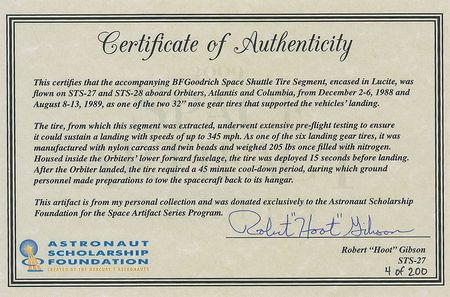 Certificate of Authenticity
This certifies that the accompanying BFGoodrich Space Shuttle Tire Segment, encased in Lucite, was
flown on STS-27 and STS-28 aboard Orbiters, Atlantis and Columbia, from December 2-6, 1988 and
August 8-13, 1989, as one of the two 32" nose gear tires that supported the vehicles' landing.
The tire, from which this segment was extracted, underwent extensive pre-flight testing to ensure
it could sustain a landing with speeds of up to 345 mph. As one of the six landing gear tires, it was
manufactured with nylon carcass and twin beads and weighed 205 lbs once filled with nitrogen.
Housed inside the Orbiters' lower forward fuselage, the tire was deployed 15 seconds before landing.
After the Orbiter landed, the tire required a 45 minute cool-down period, during which ground
personnel made preparations to tow the spacecraft back to its hangar.
This artifact is from my personal collection and was donated exclusively to the Astronaut Scholarship
Foundation for the Space Artifact Series Program.
Robert "Hoot" Gibson
Robert "Hoot" Gibson
STS-27
4 of 200
ASTRONAUT
SCHOLARSHIP
FOUNDATION
CREATED BY THE MERCURY 7 ASTRONAUTS